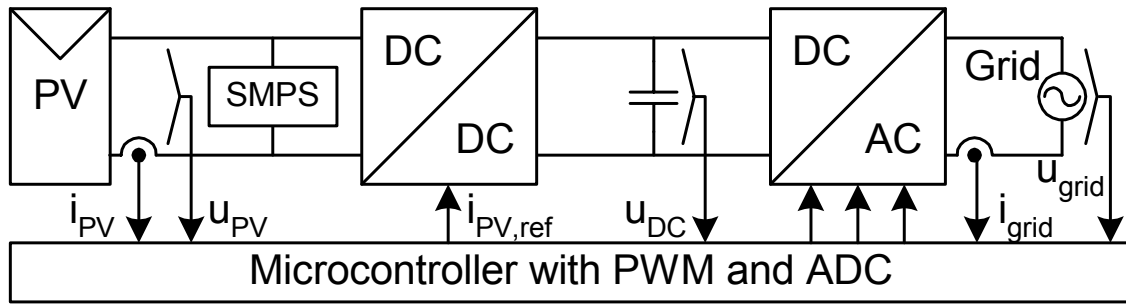 PV
SMPS
DC
DC
DC
AC
Grid
i_PV
u_PV
i_PV,ref
u_DC
i_grid
u_grid
Microcontroller with PWM and ADC